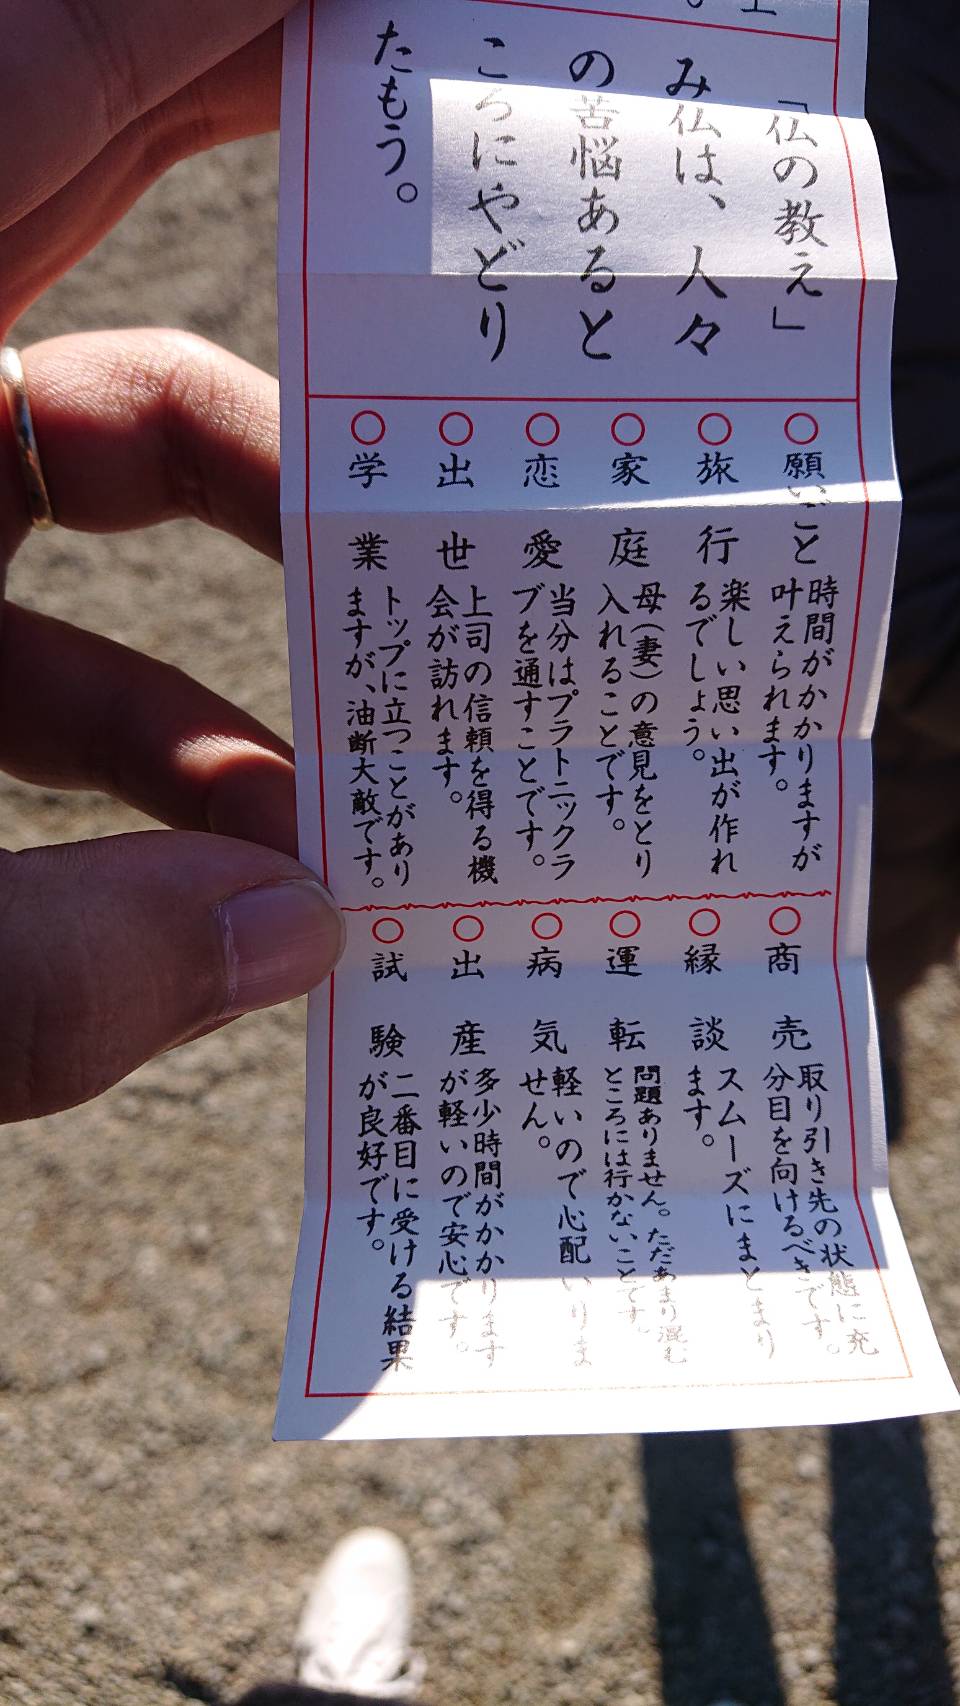 「仏の教え」
み仏は、人々
の苦悩あると
ころにやどり
たもう。
○願いごと
時間がかかりますが
叶えられます。
○旅行
楽しい思い出が作れ
るでしょう。
○家庭
母(妻)の意見をとり
入れることです。
○恋愛
当分はプラトニックラ
ブを通すことです。
○出世
上司の信頼を得る機
会が訪れます。
○学業
トップに立つことがあり
ますが、油断大敵です。
○商売
取り引き先の状態に充
分目を向けるべきです。
○縁談
スムーズにまとまり
ます。
○運転
問題ありません。ただあまり混む
ところには行かないことです。
○病気
軽いので心配いりま
せん。
○出産
多少時間がかかります
が軽いので安心です。
○試験
二番目に受ける結果
が良好です。